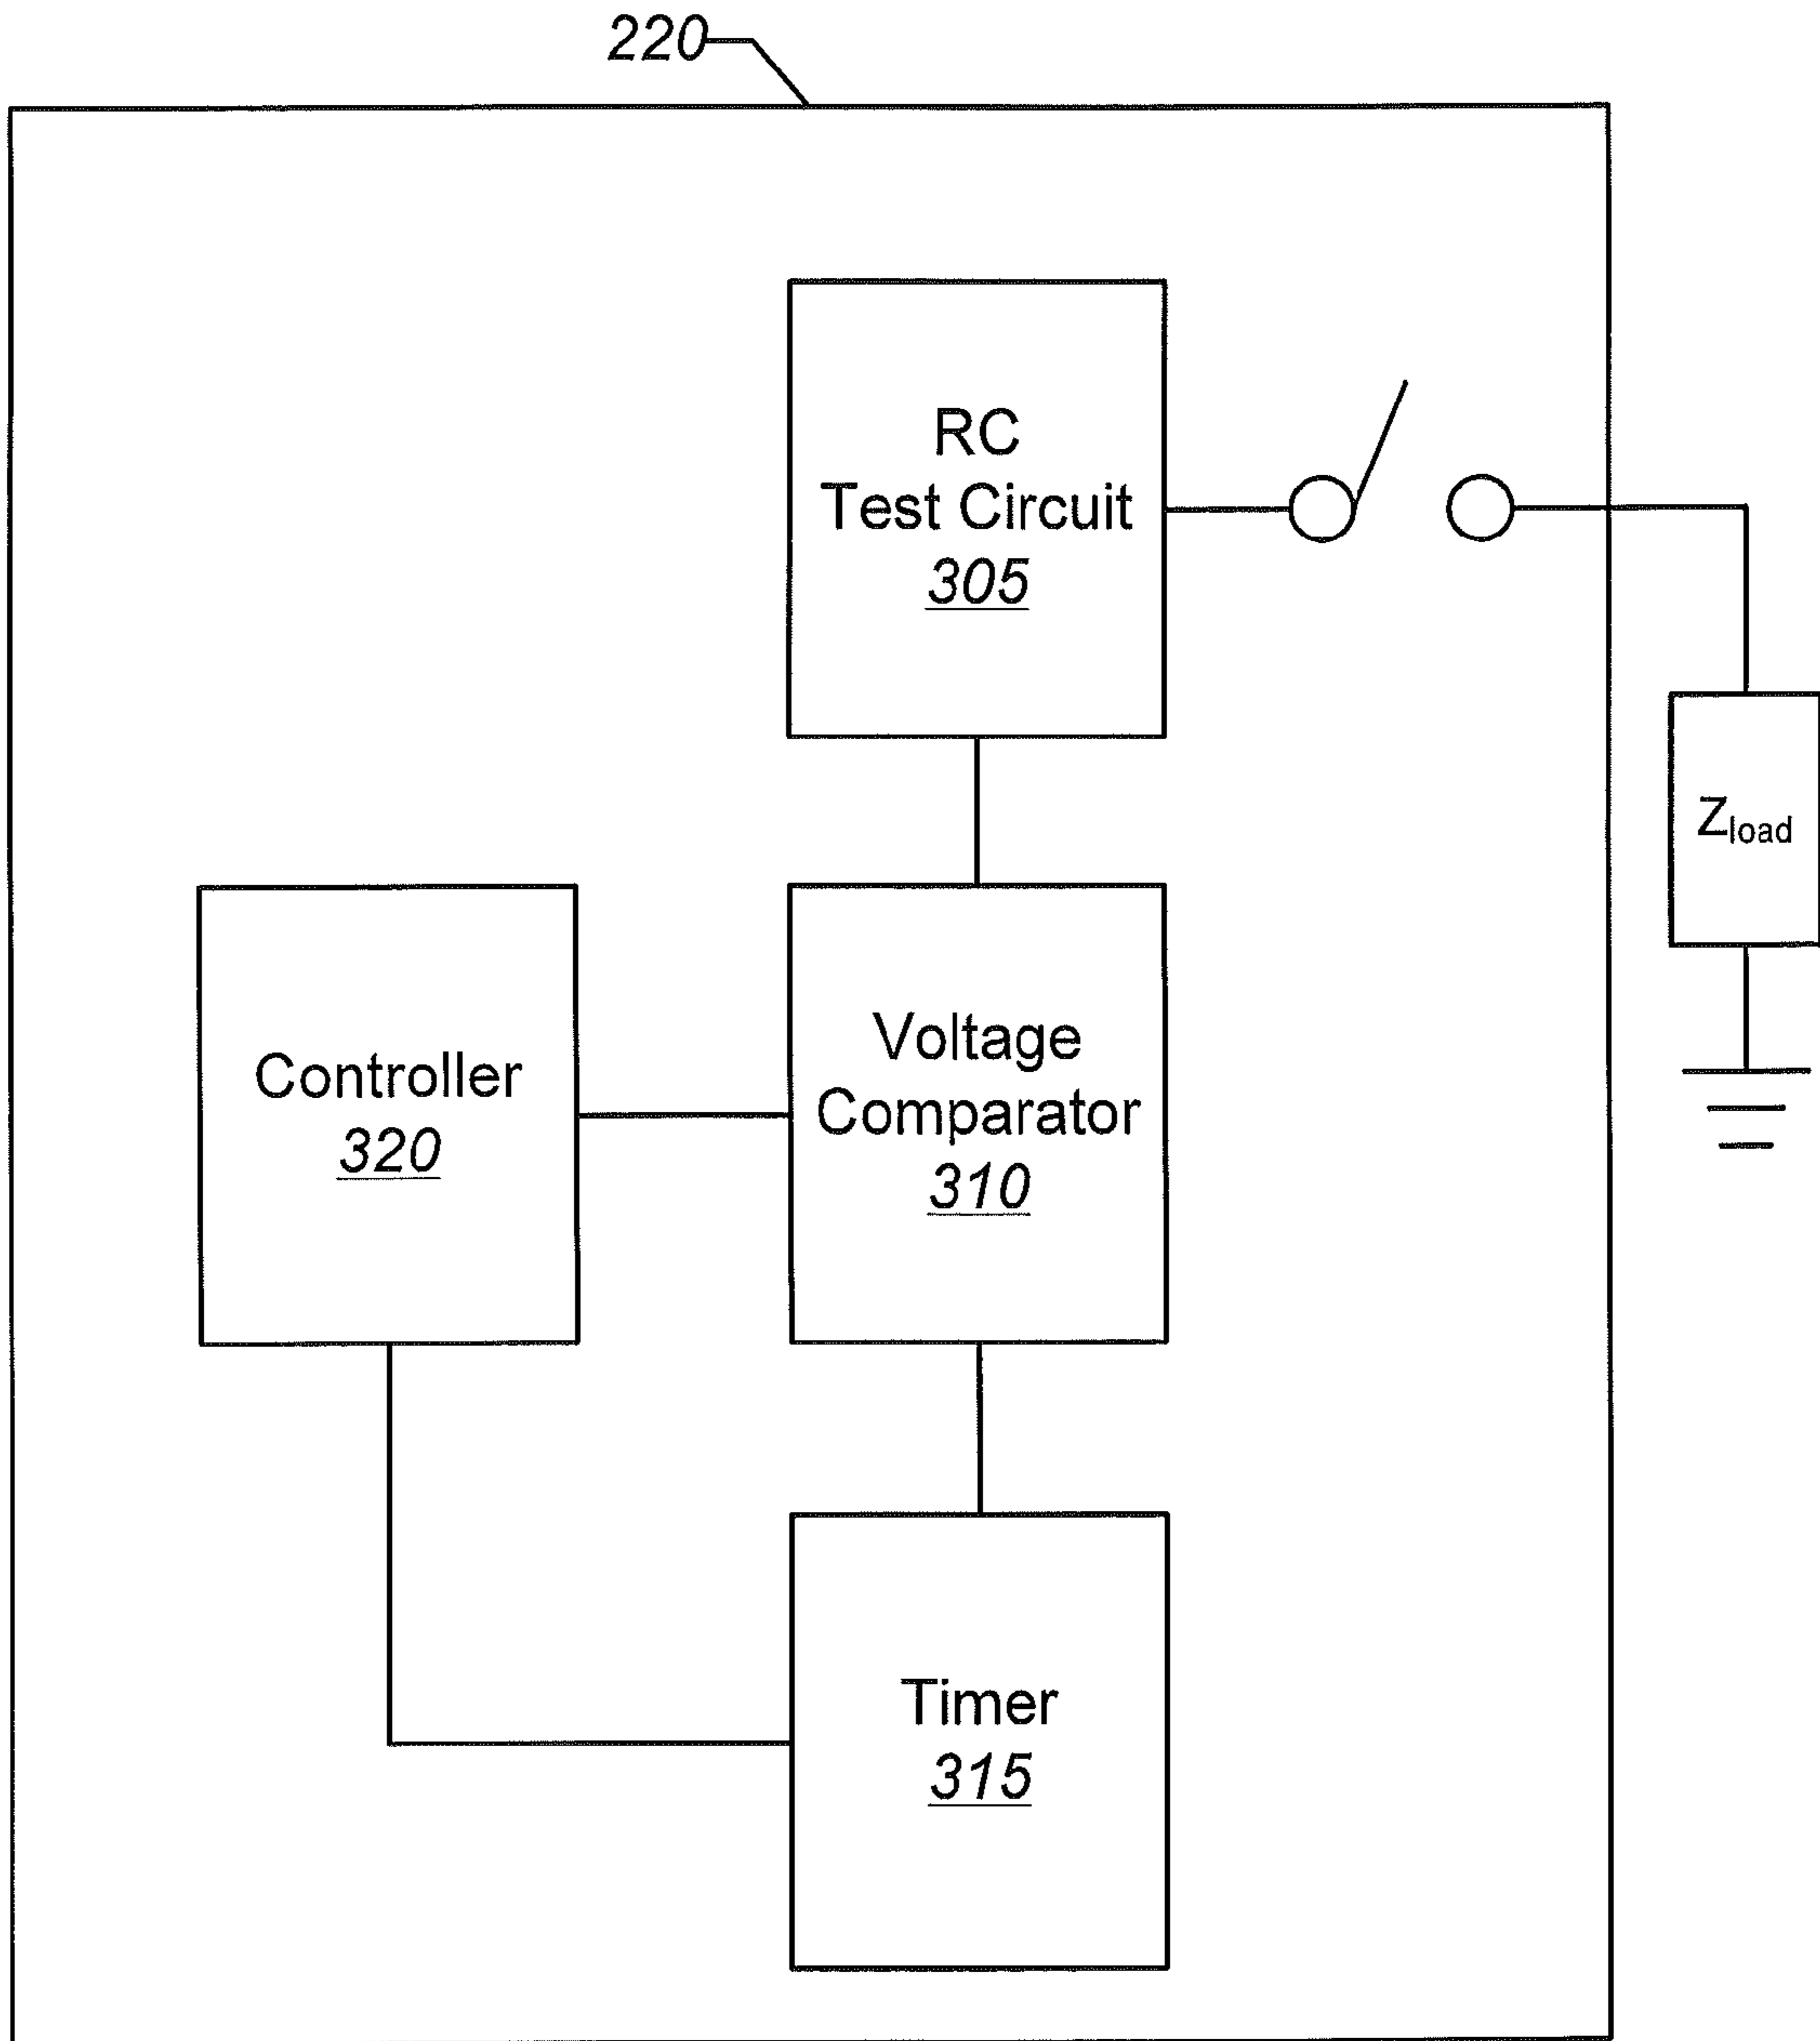 220
RC
Test Circuit
305
Zload
Controller
320
Voltage
Comparator
310
Timer
315